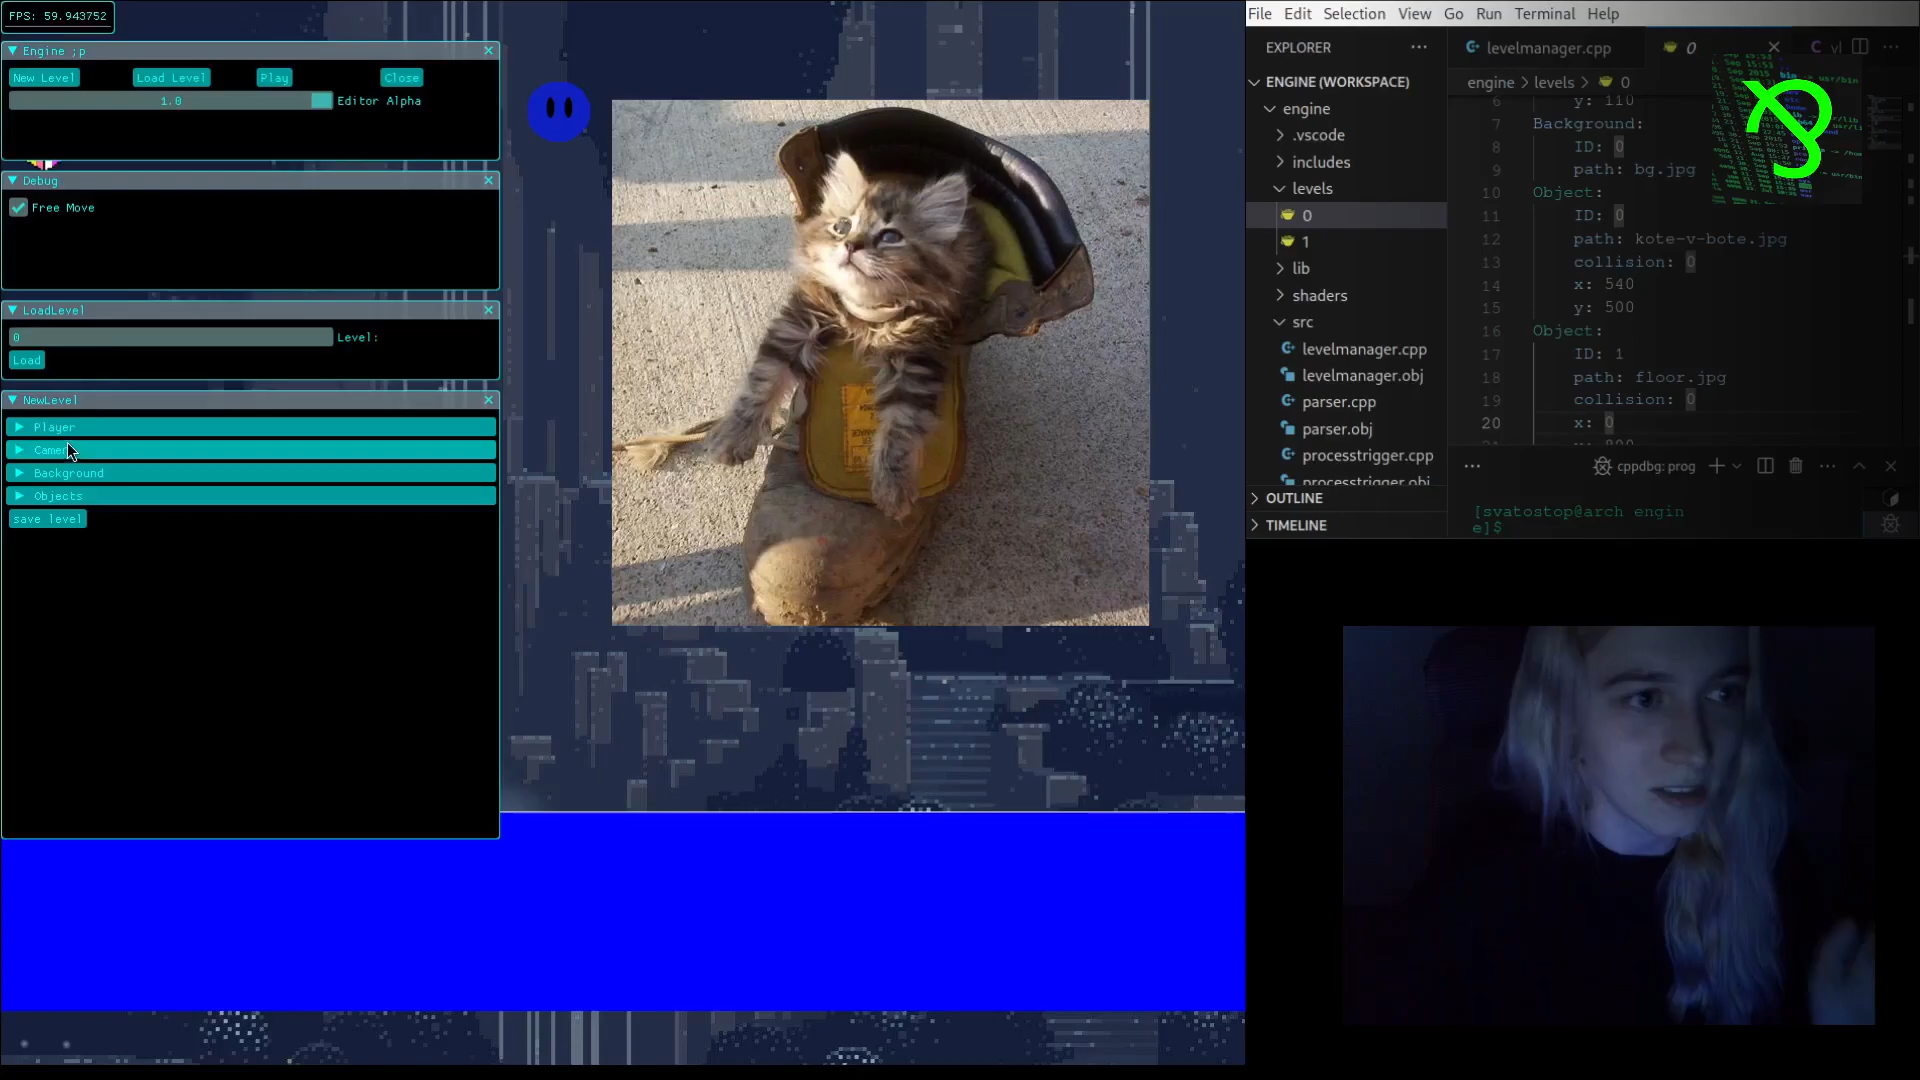 FPS: 59.943752
Engine ;p
New Level Load Level Play Close
1.0 Editor Alpha
Debug
Free Move
LoadLevel
0 Level:
Load
NewLevel
Player
Background
Objects
save level
File Edit Selection View Go Run Terminal Help
EXPLORER
ENGINE (WORKSPACE)
engine
.vscode
includes
levels
0
1
lib
shaders
src
levelmanager.cpp
levelmanager.obj
parser.cpp
parser.obj
processtrigger.cpp
processtrigger.obj
OUTLINE
TIMELINE
levelmanager.cpp 0
engine > levels > 0
6 y: 110
7 Background:
8 ID: 0
9 path: bg.jpg
10 Object:
11 ID: 0
12 path: kote-v-bote.jpg
13 collision: 0
14 x: 540
15 y: 500
16 Object:
17 ID: 1
18 path: floor.jpg
19 collision: 0
20 x: 0
cppdbg: prog
[svatostop@arch engin
e]$